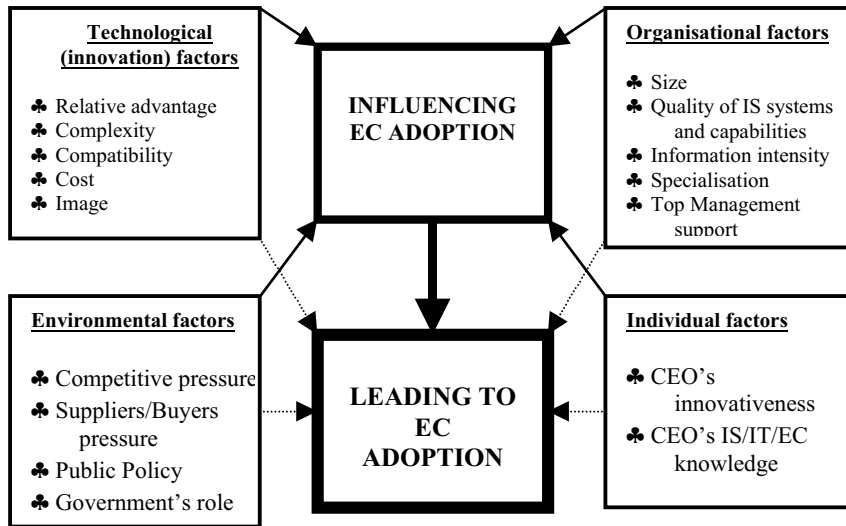 Technological
(innovation) factors
♣ Relative advantage
♣ Complexity
♣ Compatibility
♣ Cost
♣ Image
INFLUENCING
EC ADOPTION
Organisational factors
♣ Size
♣ Quality of IS systems
and capabilities
♣ Information intensity
♣ Specialisation
♣ Top Management
support
Environmental factors
♣ Competitive pressure
♣ Suppliers/Buyers
pressure
♣ Public Policy
♣ Government’s role
LEADING TO
EC
ADOPTION
Individual factors
♣ CEO’s
innovativeness
♣ CEO’s IS/IT/EC
knowledge